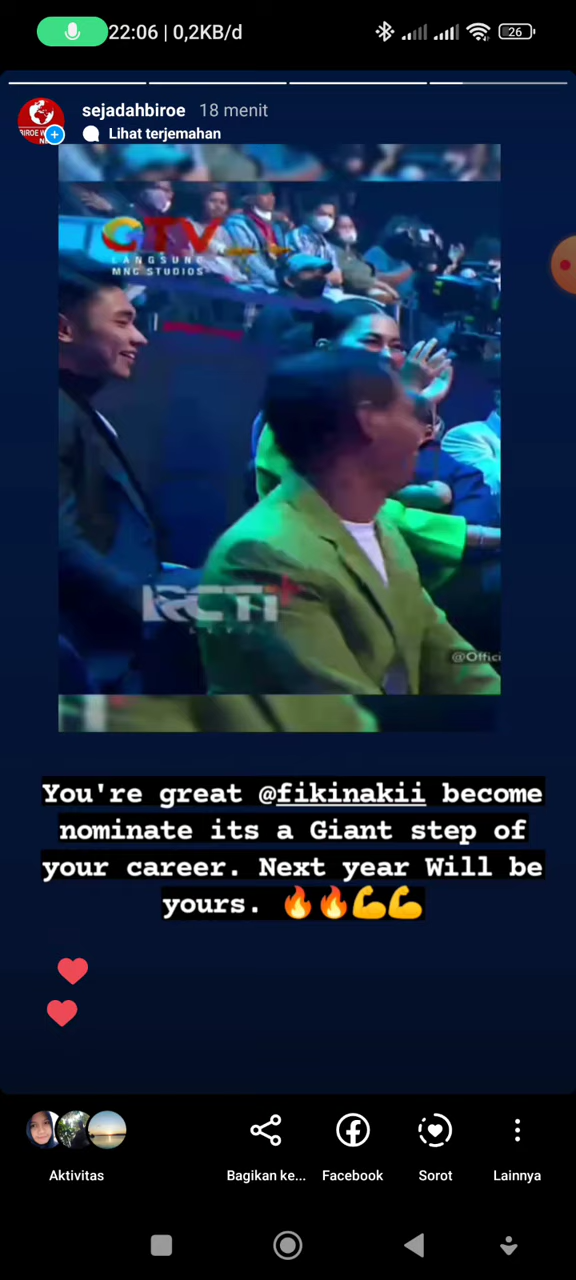 22:06 | 0,2KB/d
26
sejadahbiroe 18 menit
Lihat terjemahan
GTV
LANGSUNG
MNC STUDIOS
RCTI+
@Offici
You're great @fikinakii become
nominate its a Giant step of
your career. Next year Will be
yours. 🔥🔥💪💪
Aktivitas
Bagikan ke...
Facebook
Sorot
Lainnya